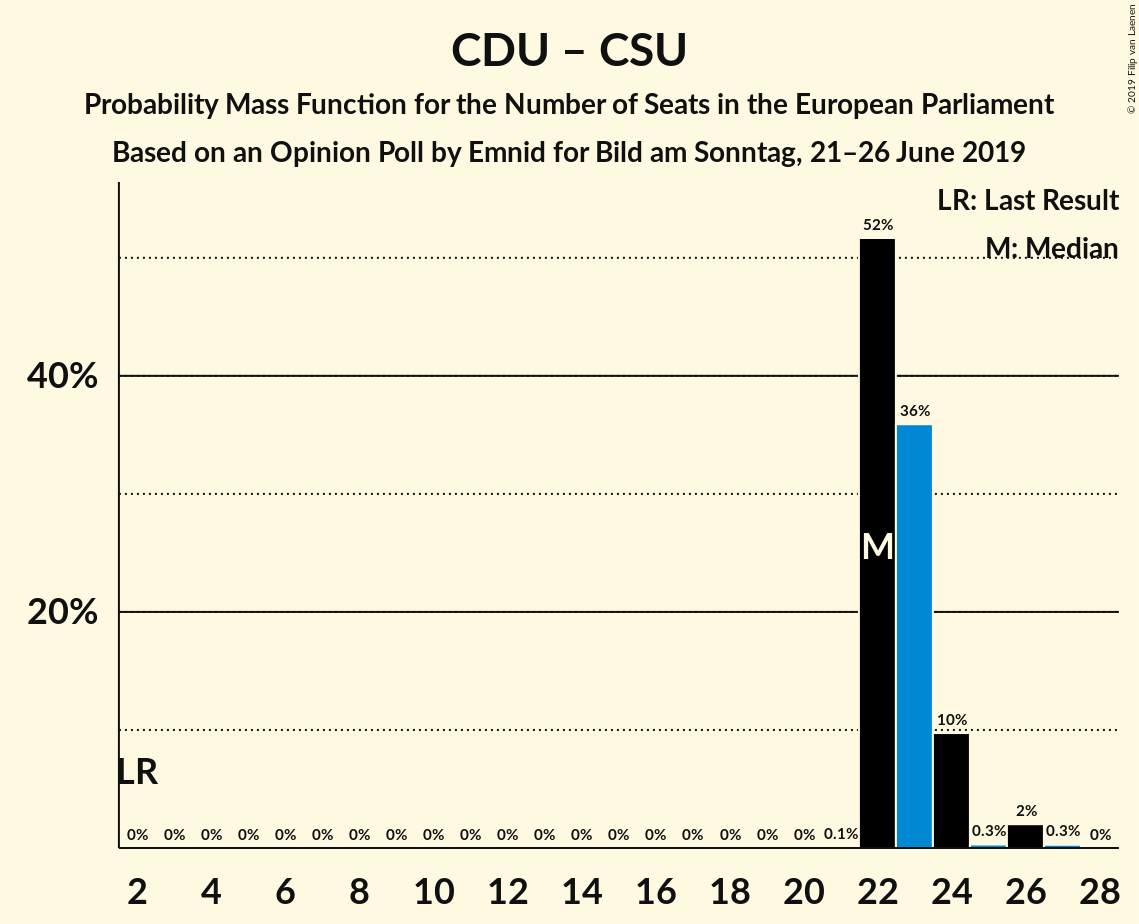 CDU – CSU
Probability Mass Function for the Number of Seats in the European Parliament
Based on an Opinion Poll by Emnid for Bild am Sonntag, 21–26 June 2019
© 2019 Filip van Laenen
LR: Last Result
M: Median
52%
40%
36%
M
20%
10%
LR
2%
0% 0% 0% 0% 0% 0% 0% 0% 0% 0% 0% 0% 0% 0% 0% 0% 0% 0% 0% 0.1% 0.3% 0.3% 0%
2 4 6 8 10 12 14 16 18 20 22 24 26 28